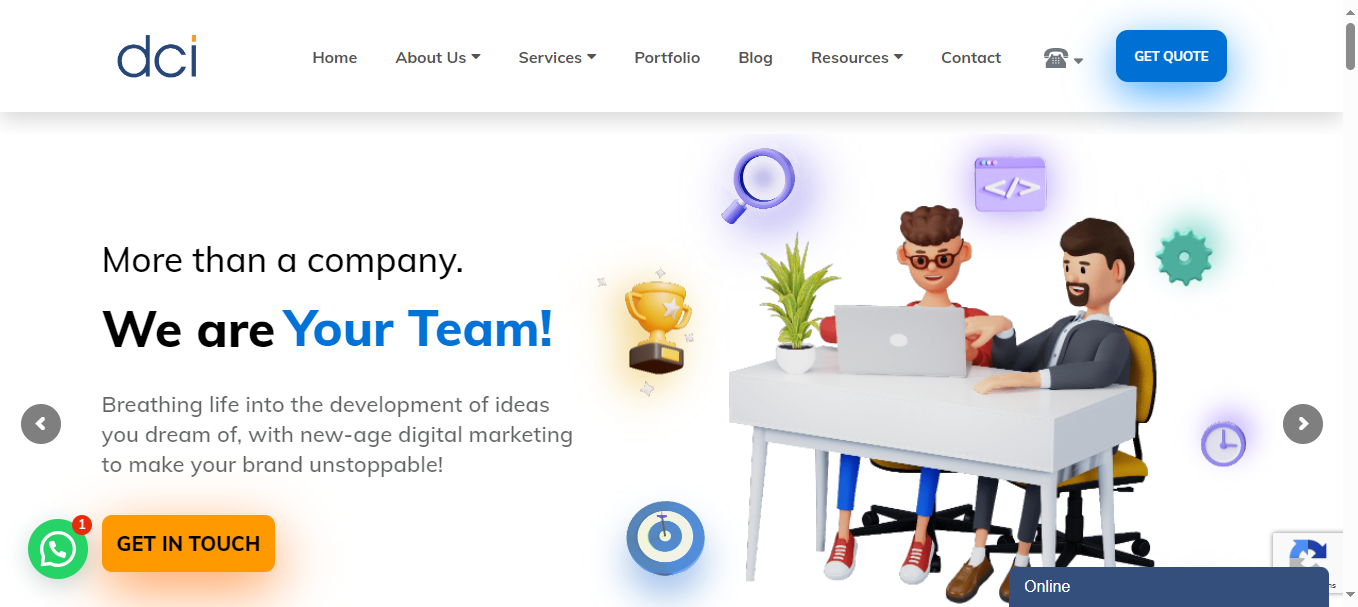 dci
Home About Us Services Portfolio Blog Resources Contact GET QUOTE
</>
More than a company.
We are Your Team!
Breathing life into the development of ideas
you dream of, with new-age digital marketing
to make your brand unstoppable!
1
GET IN TOUCH
Online